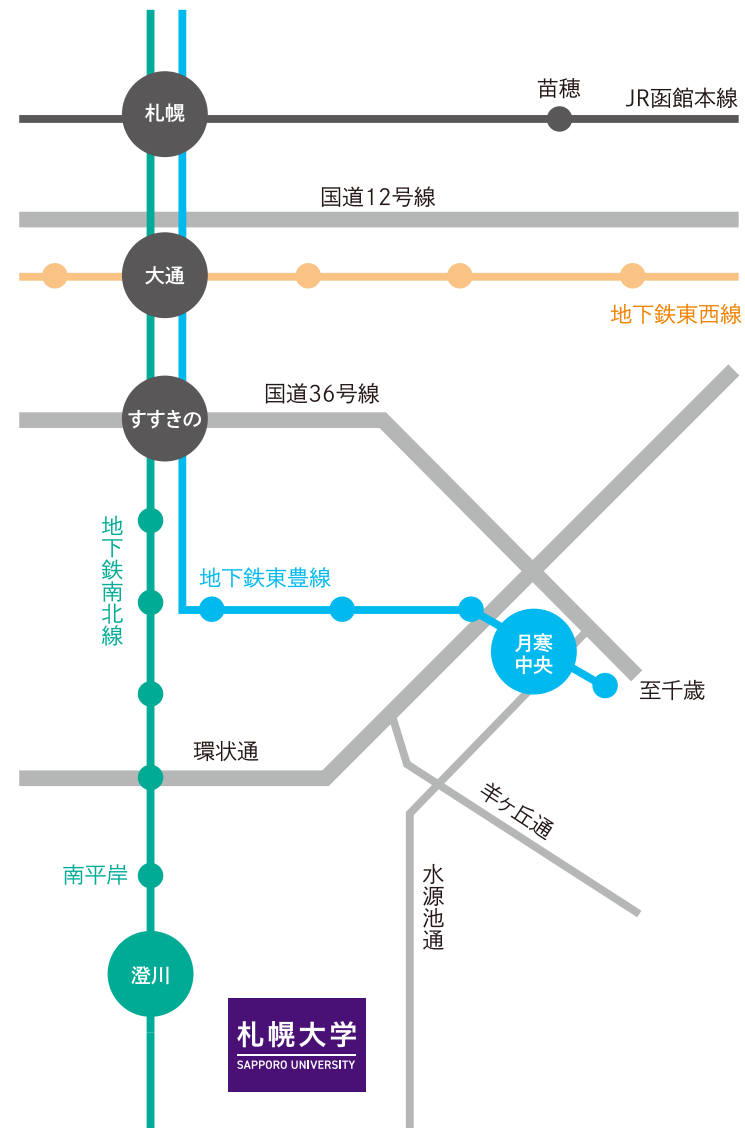 苗穂
JR函館本線
札幌
国道12号線
大通
地下鉄東西線
国道36号線
すすきの
地下鉄南北線
地下鉄東豊線
月寒
中央
至千歳
環状通
羊ヶ丘通
南平岸
水源池通
澄川
札幌大学
SAPPORO UNIVERSITY